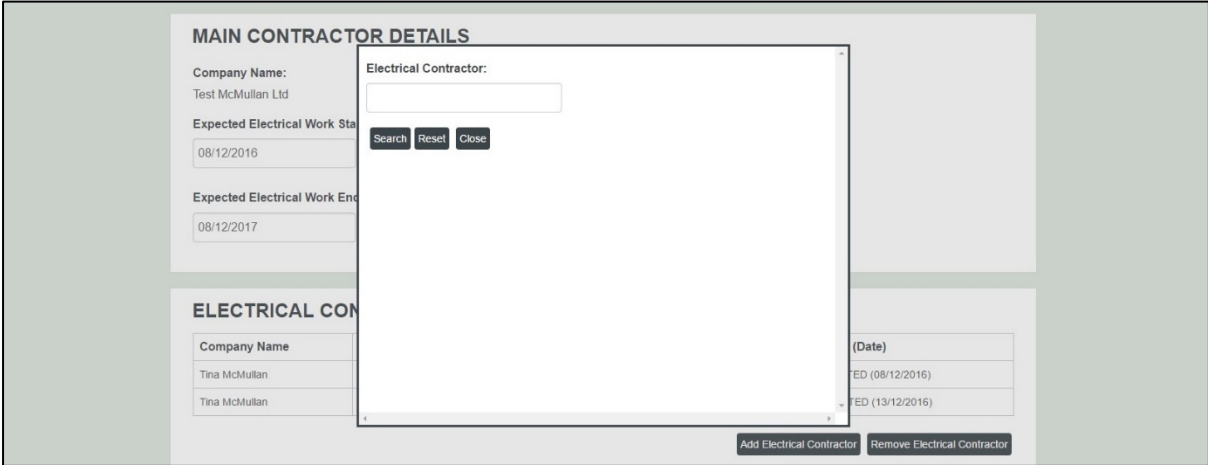 MAIN CONTRACTOR DETAILS
Company Name:
Test McMullan Ltd
Expected Electrical Work Sta
08/12/2016
Expected Electrical Work End
08/12/2017
Electrical Contractor:
Search Reset Close
ELECTRICAL CON
Company Name (Date)
Tina McMullan TED (08/12/2016)
Tina McMullan TED (13/12/2016)
Add Electrical Contractor Remove Electrical Contractor